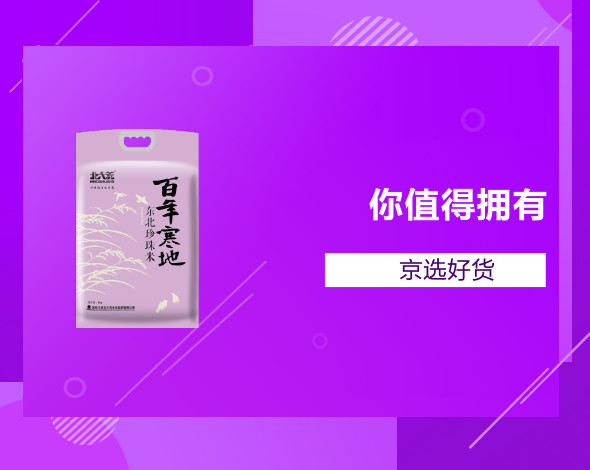 北大荒
百年寒地
东北珍珠米
你值得拥有
京选好货